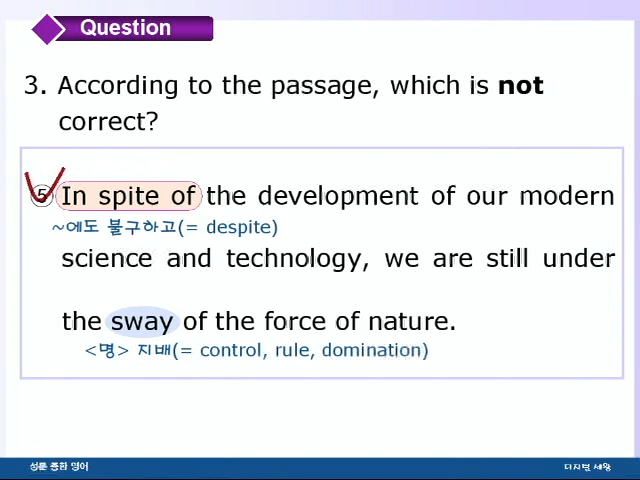 Question
3. According to the passage, which is not
correct?
⑤ In spite of the development of our modern
~에도 불구하고(= despite)
science and technology, we are still under
the sway of the force of nature.
<명> 지배(= control, rule, domination)
성문 종합 영어
디지털 세왕